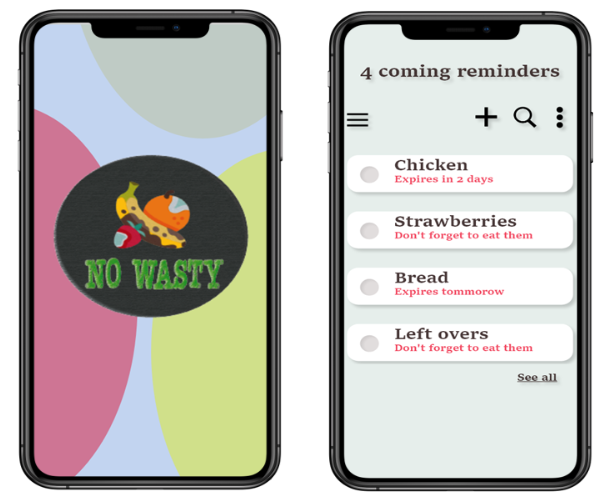 NO WASTY
4 coming reminders
Chicken
Expires in 2 days
Strawberries
Don't forget to eat them
Bread
Expires tommorow
Left overs
Don't forget to eat them
See all